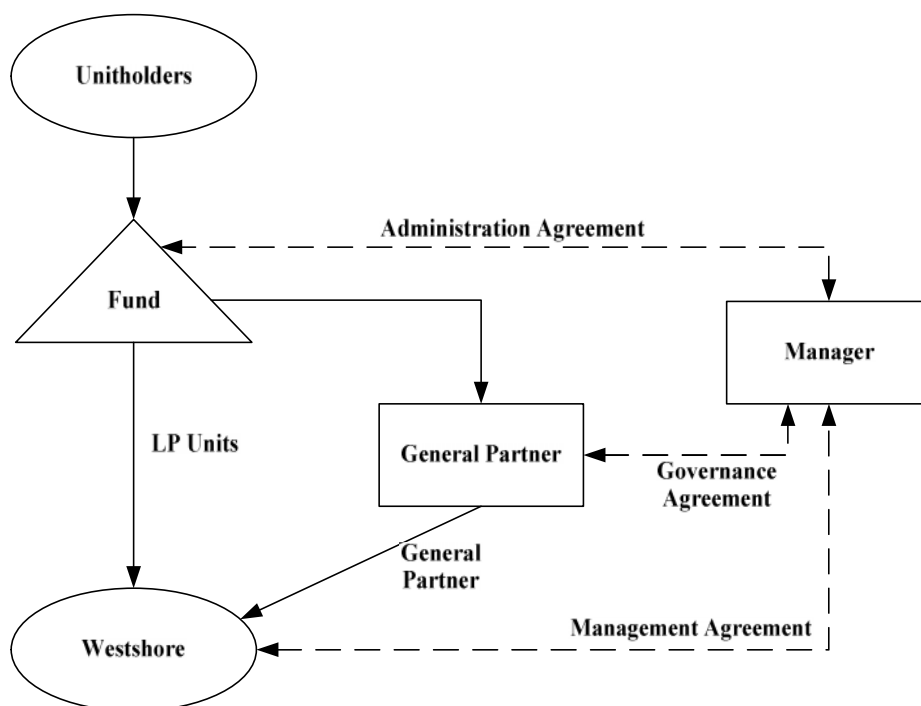 Unitholders
Administration Agreement
Fund
Manager
LP Units
General Partner
Governance
Agreement
General
Partner
Management Agreement
Westshore